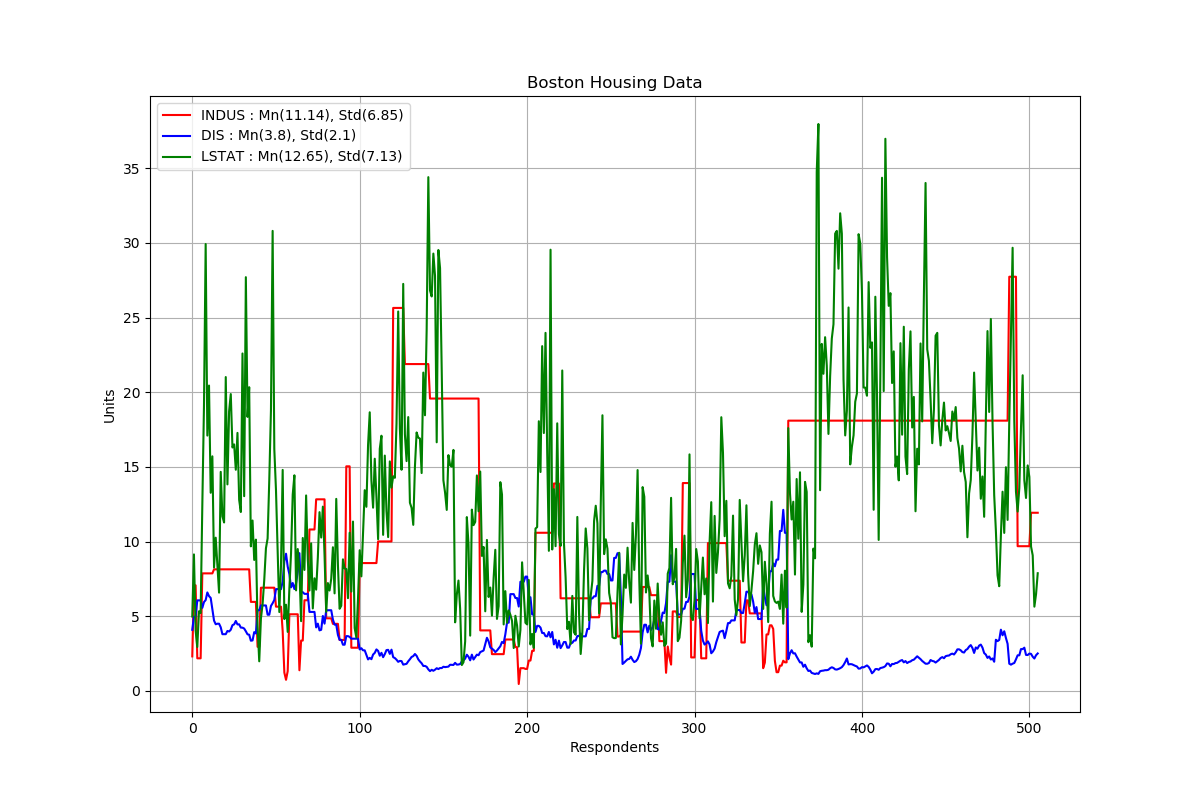 Boston Housing Data
INDUS : Mn(11.14), Std(6.85)
DIS : Mn(3.8), Std(2.1)
LSTAT : Mn(12.65), Std(7.13)
35
30
25
20
15
10
5
0
Units
0 100 200 300 400 500
Respondents